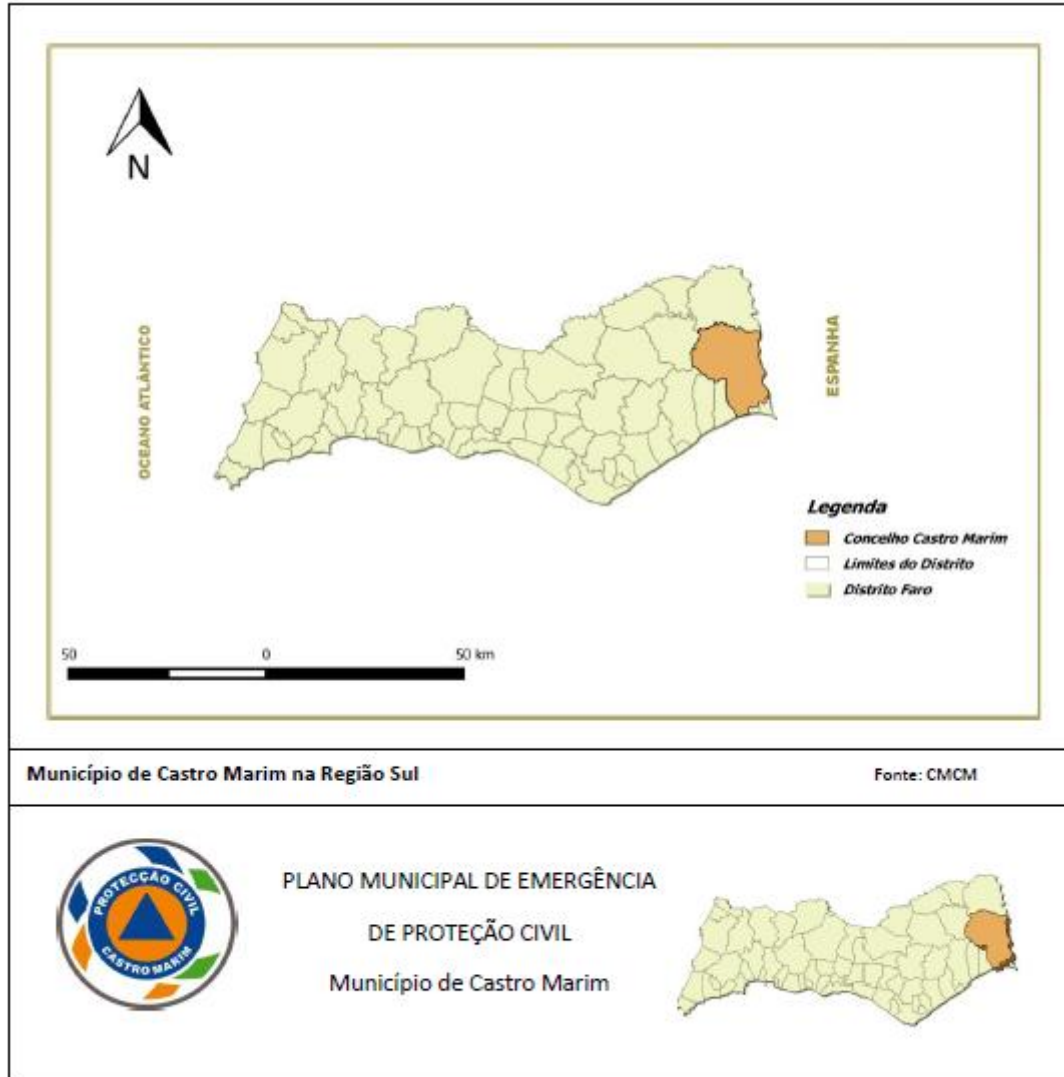 N
OCEANO ATLÂNTICO
ESPANHA
Legenda
Concelho Castro Marim
Limites do Distrito
Distrito Faro
50 0 50 km
Município de Castro Marim na Região Sul Fonte: CMCM
PROTECÇÃO CIVIL
CASTRO MARIM
PLANO MUNICIPAL DE EMERGÊNCIA
DE PROTEÇÃO CIVIL
Município de Castro Marim